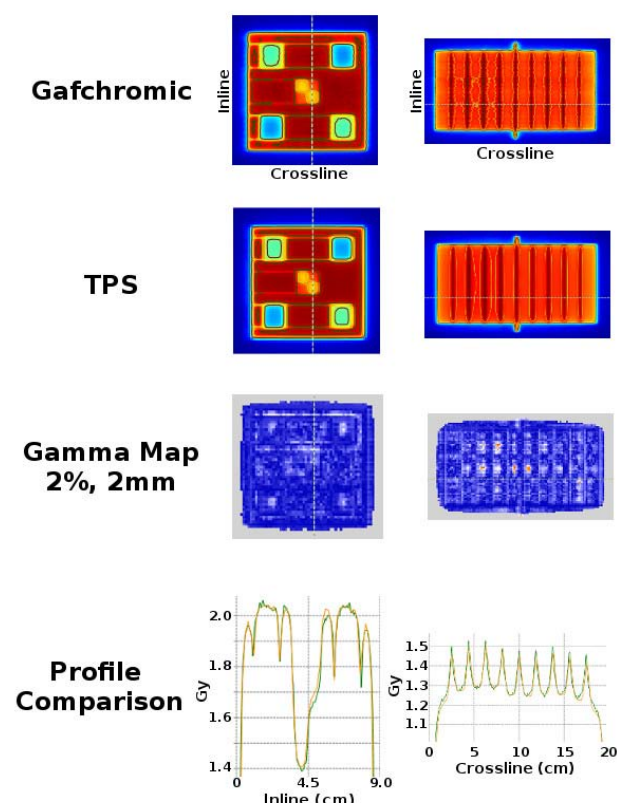 Gafchromic
Inline
Crossline
Inline
Crossline
TPS
Gamma Map
2%, 2mm
Profile
Comparison
Gy
2.0
1.8
1.6
1.4
0
4.5
9.0
Inline (cm)
Gy
1.5
1.4
1.3
1.2
1.1
0
5
10
15
20
Crossline (cm)